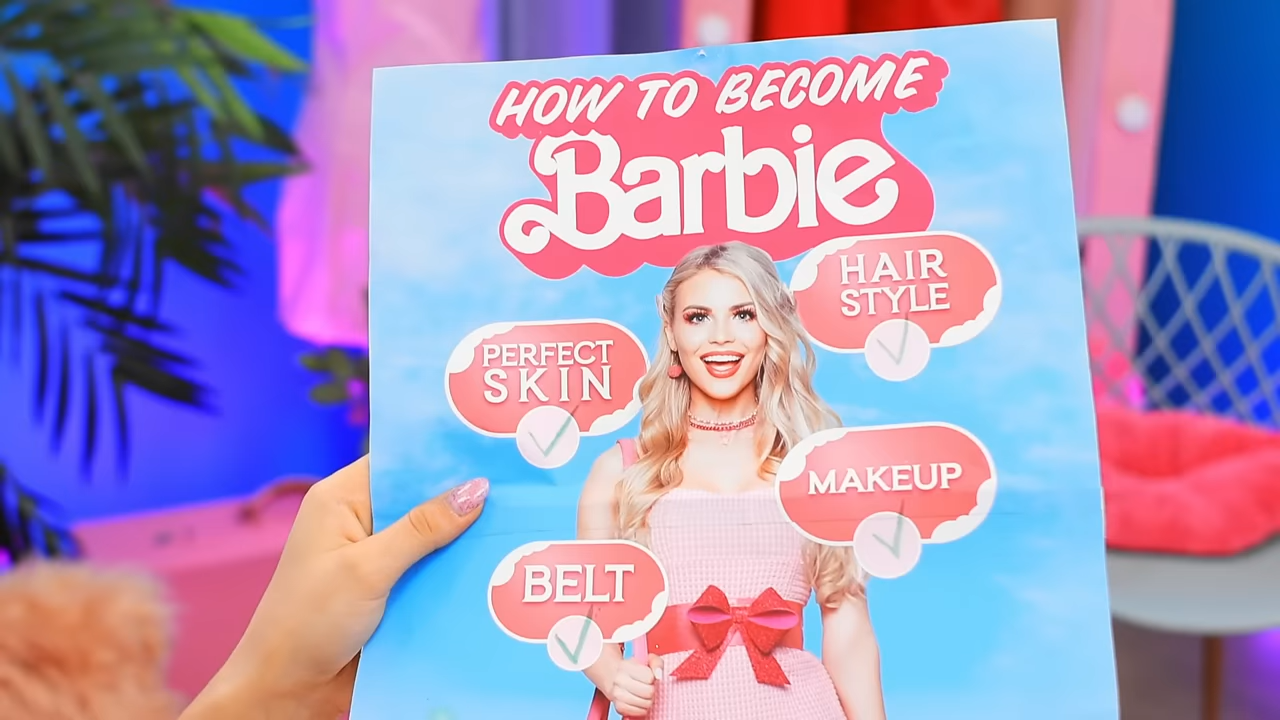 HOW TO BECOME
Barbie
HAIR
STYLE
PERFECT
SKIN
MAKEUP
BELT